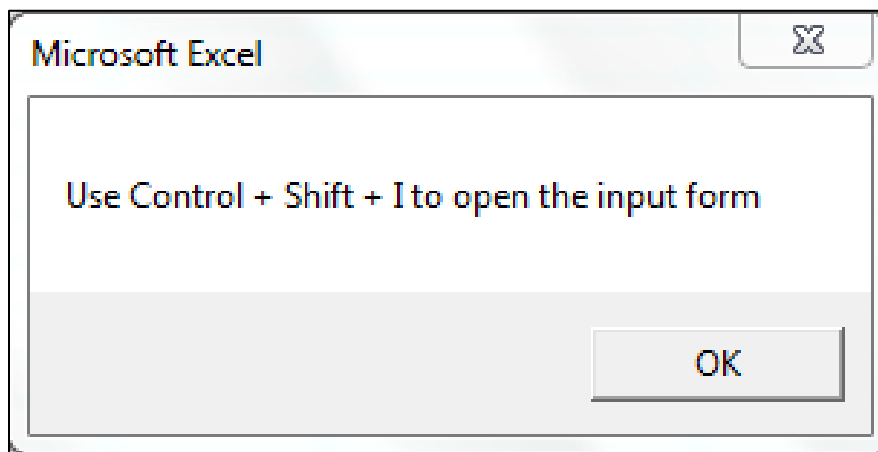 Microsoft Excel
Use Control + Shift + I to open the input form
OK